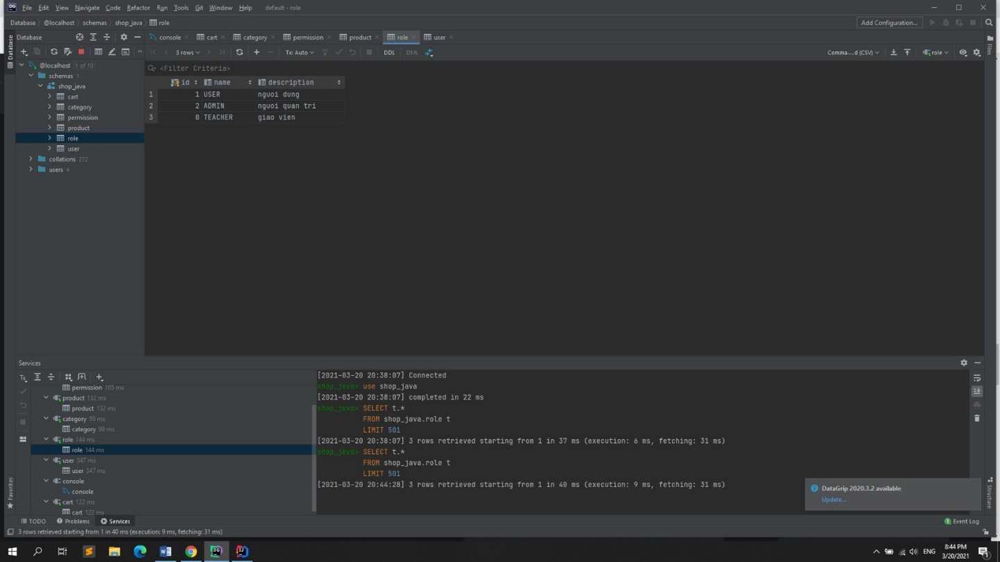 File Edit View Navigate Code Refactor Run Tools Git Window Help default - role
Database @localhost schemas shop_java role
Add Configuration...
Database
console cart category permission product role user
3 rows Tx: Auto DDL DML Comma-...d (CSV) role
@localhost 1 of 10
schemas 1
shop_java
cart
category
permission
product
role
user
collations 272
users 4
<Filter Criteria>
id name description
1 1 USER nguoi dung
2 2 ADMIN nguoi quan tri
3 8 TEACHER giao vien
Database
Files
Favorites
Structure
Services
Tx
permission 105 ms
product 132 ms
product 132 ms
category 99 ms
category 99 ms
role 144 ms
role 144 ms
user 347 ms
user 347 ms
console
console
cart 122 ms
cart 122 ms
[2021-03-20 20:38:07] Connected
shop_java> use shop_java
[2021-03-20 20:38:07] completed in 22 ms
shop_java> SELECT t.*
FROM shop_java.role t
LIMIT 501
[2021-03-20 20:38:07] 3 rows retrieved starting from 1 in 37 ms (execution: 6 ms, fetching: 31 ms)
shop_java> SELECT t.*
FROM shop_java.role t
LIMIT 501
[2021-03-20 20:44:28] 3 rows retrieved starting from 1 in 40 ms (execution: 9 ms, fetching: 31 ms)
DataGrip 2020.3.2 available
Update...
TODO Problems Services 1 Event Log
3 rows retrieved starting from 1 in 40 ms (execution: 9 ms, fetching: 31 ms)
ENG
8:44 PM
3/20/2021
1